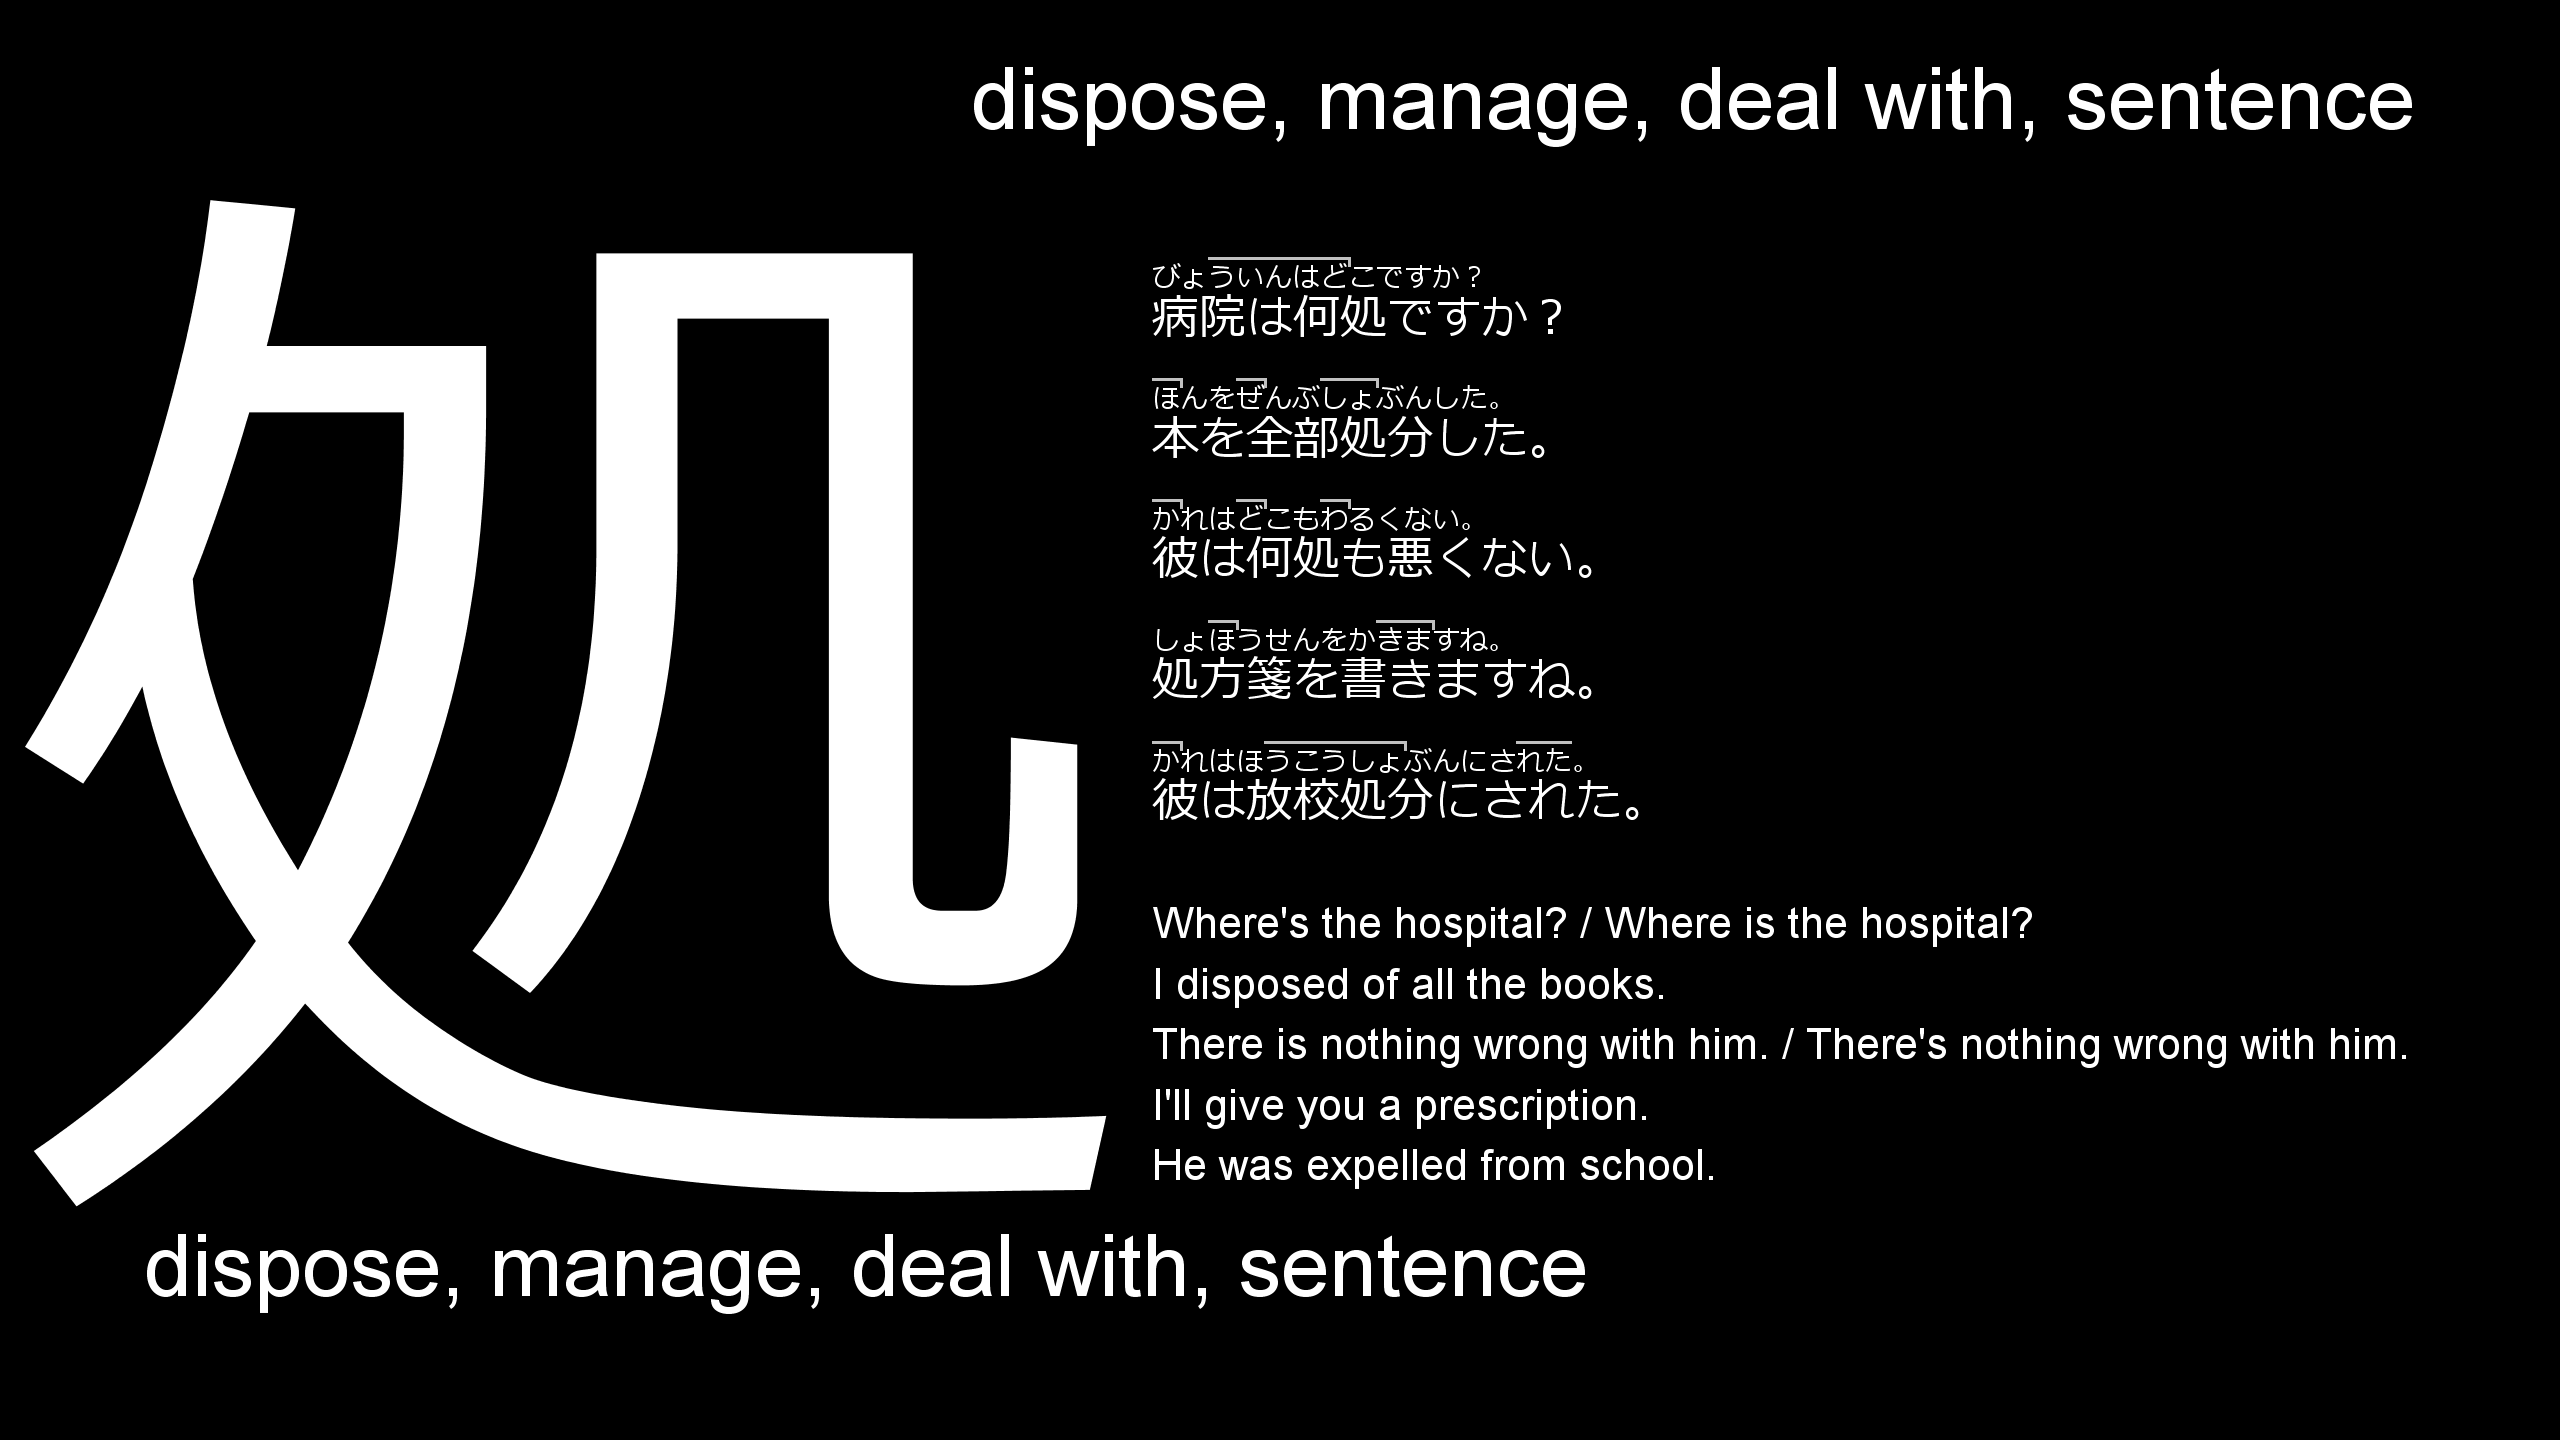 dispose, manage, deal with, sentence
処
びょういんはどこですか？
病院は何処ですか？
ほんをぜんぶしょぶんした。
本を全部処分した。
かれはどこもわるくない。
彼は何処も悪くない。
しょほうせんをかきますね。
処方箋を書きますね。
かれはほうこうしょぶんにされた。
彼は放校処分にされた。
Where's the hospital? / Where is the hospital?
I disposed of all the books.
There is nothing wrong with him. / There's nothing wrong with him.
I'll give you a prescription.
He was expelled from school.
dispose, manage, deal with, sentence